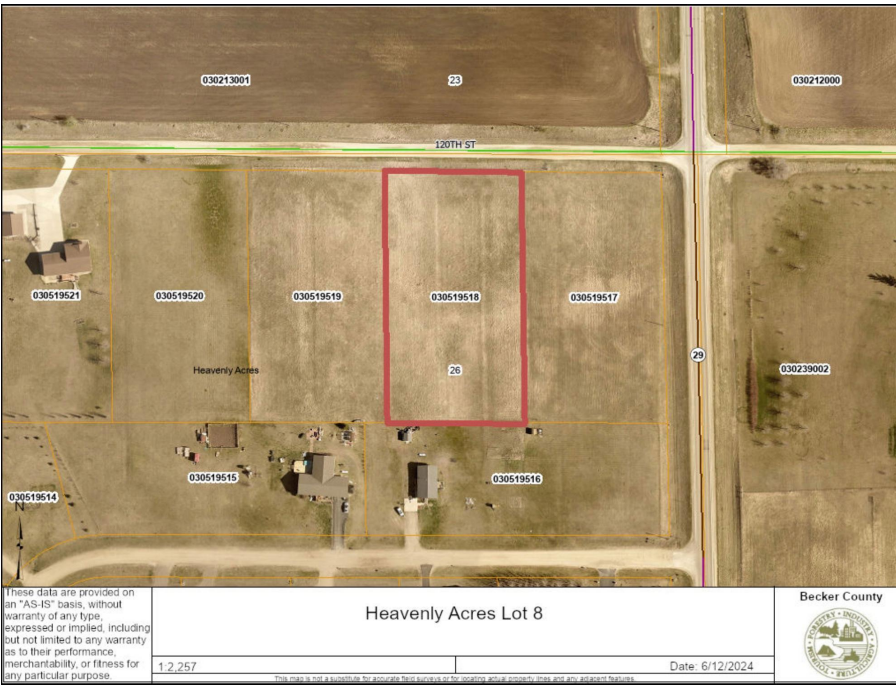 030213001
23
030212000
120TH ST
030519521
030519520
030519519
030519518
030519517
29
Heavenly Acres
26
030239002
030519515
030519516
030519514
N
These data are provided on
an "AS-IS" basis, without
warranty of any type,
expressed or implied, including
but not limited to any warranty
as to their performance,
merchantability, or fitness for
any particular purpose.
Heavenly Acres Lot 8
1:2,257
Date: 6/12/2024
This map is not a substitute for accurate field surveys or for locating actual property lines and any adjacent features.
Becker County
FORESTRY • INDUSTRY • AGRICULTURE • TOURISM